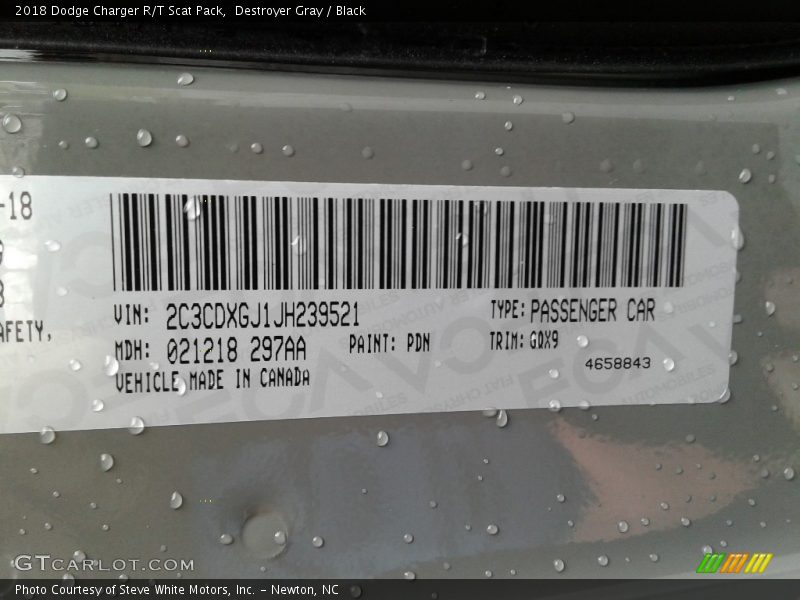 2018 Dodge Charger R/T Scat Pack, Destroyer Gray / Black
-18
AFETY,
VIN: 2C3CDXGJ1JH239521
TYPE: PASSENGER CAR
MDH: 021218 297AA
PAINT: PDN
TRIM: GDX9
VEHICLE MADE IN CANADA
4658843
GTCARLOT.COM
Photo Courtesy of Steve White Motors, Inc. – Newton, NC